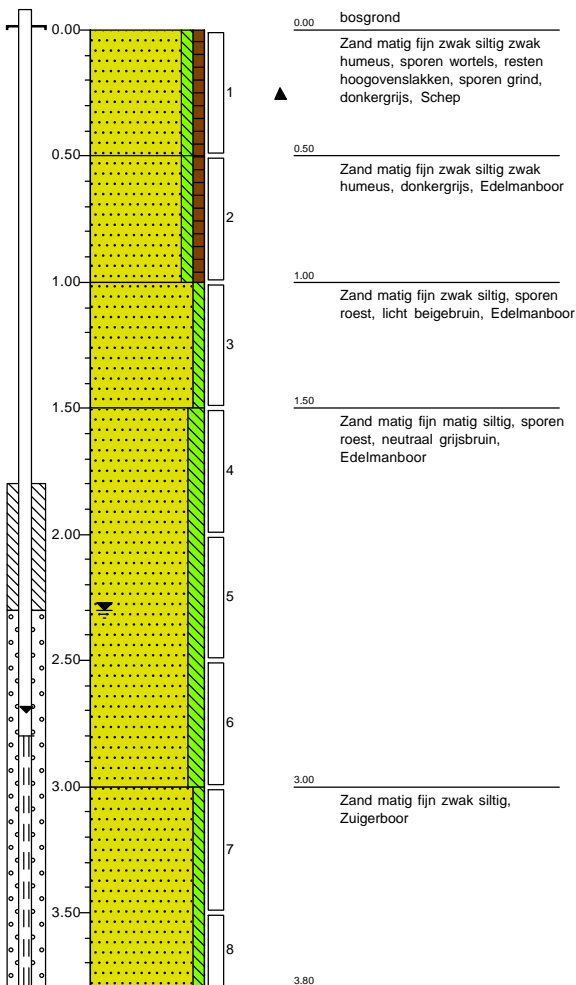 0.00
0.50
1.00
1.50
2.00
2.50
3.00
3.50
1
2
3
4
5
6
7
8
0.00
bosgrond
Zand matig fijn zwak siltig zwak
humeus, sporen wortels, resten
hoogovenslakken, sporen grind,
donkergrijs, Schep
0.50
Zand matig fijn zwak siltig zwak
humeus, donkergrijs, Edelmanboor
1.00
Zand matig fijn zwak siltig, sporen
roest, licht beigebruin, Edelmanboor
1.50
Zand matig fijn matig siltig, sporen
roest, neutraal grijsbruin,
Edelmanboor
3.00
Zand matig fijn zwak siltig,
Zuigerboor
3.80